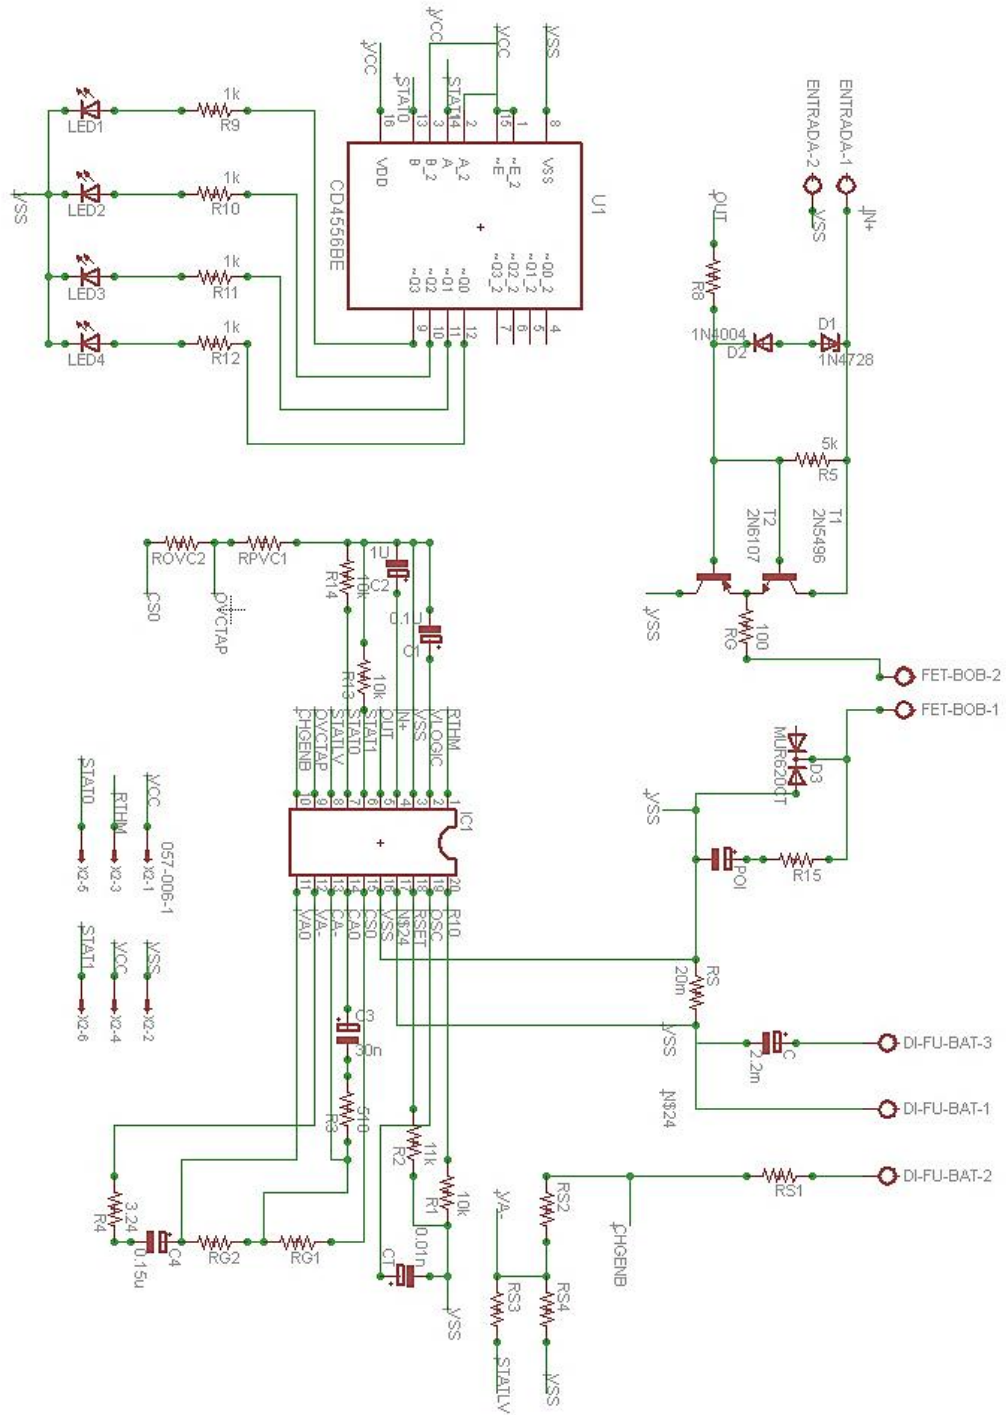 VCC
VCC
STAT0
STAT1
VCC
VSS
16
13
3
14
2
15
1
8
VDD
B
B_2
A
A_2
~E
~E_2
VSS
U1
CD4556BE
~Q3
~Q2
~Q1
~Q0
~Q3_2
~Q2_2
~Q1_2
~Q0_2
9
10
11
12
7
6
5
4
1k
R9
LED1
1k
R10
LED2
1k
R11
LED3
1k
R12
LED4
VSS
ENTRADA-2
ENTRADA-1
VSS
IN+
OUT
R8
1N4004
D2
D1
1N4728
5k
R5
T2
2N6107
T1
2N5496
VSS
100
RG
FET-BOB-2
FET-BOB-1
MUR620CT
D3
VSS
POI
R15
ROVC2
RPVC1
CS0
OVCTAP
10k
R14
1U
C2
0.1U
C1
10k
R13
CHGENB
OVCTAP
STATLV
STAT0
STAT1
OUT
IN+
VSS
VLOGIC
RTHM
10
9
8
7
6
5
4
3
2
1
IC1
11
12
13
14
15
16
17
18
19
20
VA0
VA-
CA-
CA0
CS0
VSS
N$24
RSET
OSC
R10
STAT0
RTHM
VCC
057-006-1
X2-5
X2-3
X2-1
STAT1
VCC
VSS
X2-6
X2-4
X2-2
RS
20m
VSS
C
2.2m
DI-FU-BAT-3
N$24
DI-FU-BAT-1
RS1
DI-FU-BAT-2
C3
30n
510
R3
11k
R2
10k
R1
3.24
R4
0.15u
C4
RG2
RG1
CT
0.01n
VSS
VA-
RS2
CHGENB
RS3
RS4
STATLV
VSS